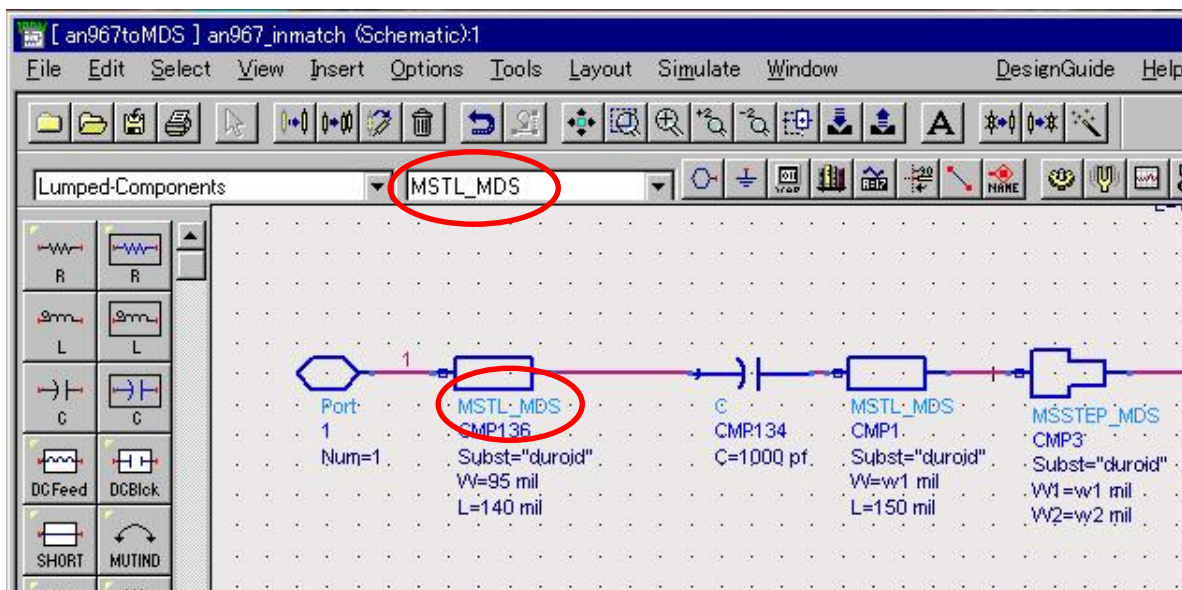 [ an967toMDS ] an967_inmatch (Schematic):1
File Edit Select View Insert Options Tools Layout Simulate Window DesignGuide Help
A
Lumped-Components MSTL_MDS NAME
R R
L L
C C
DCFeed DCBlck
SHORT MUTIND
1
Port
1
Num=1
MSTL_MDS
CMP136
Subst="duroid"
W=95 mil
L=140 mil
C
CMP134
C=1000 pf
MSTL_MDS
CMP1
Subst="duroid"
W=w1 mil
L=150 mil
MSSTEP_MDS
CMP3
Subst="duroid"
W1=w1 mil
W2=w2 mil